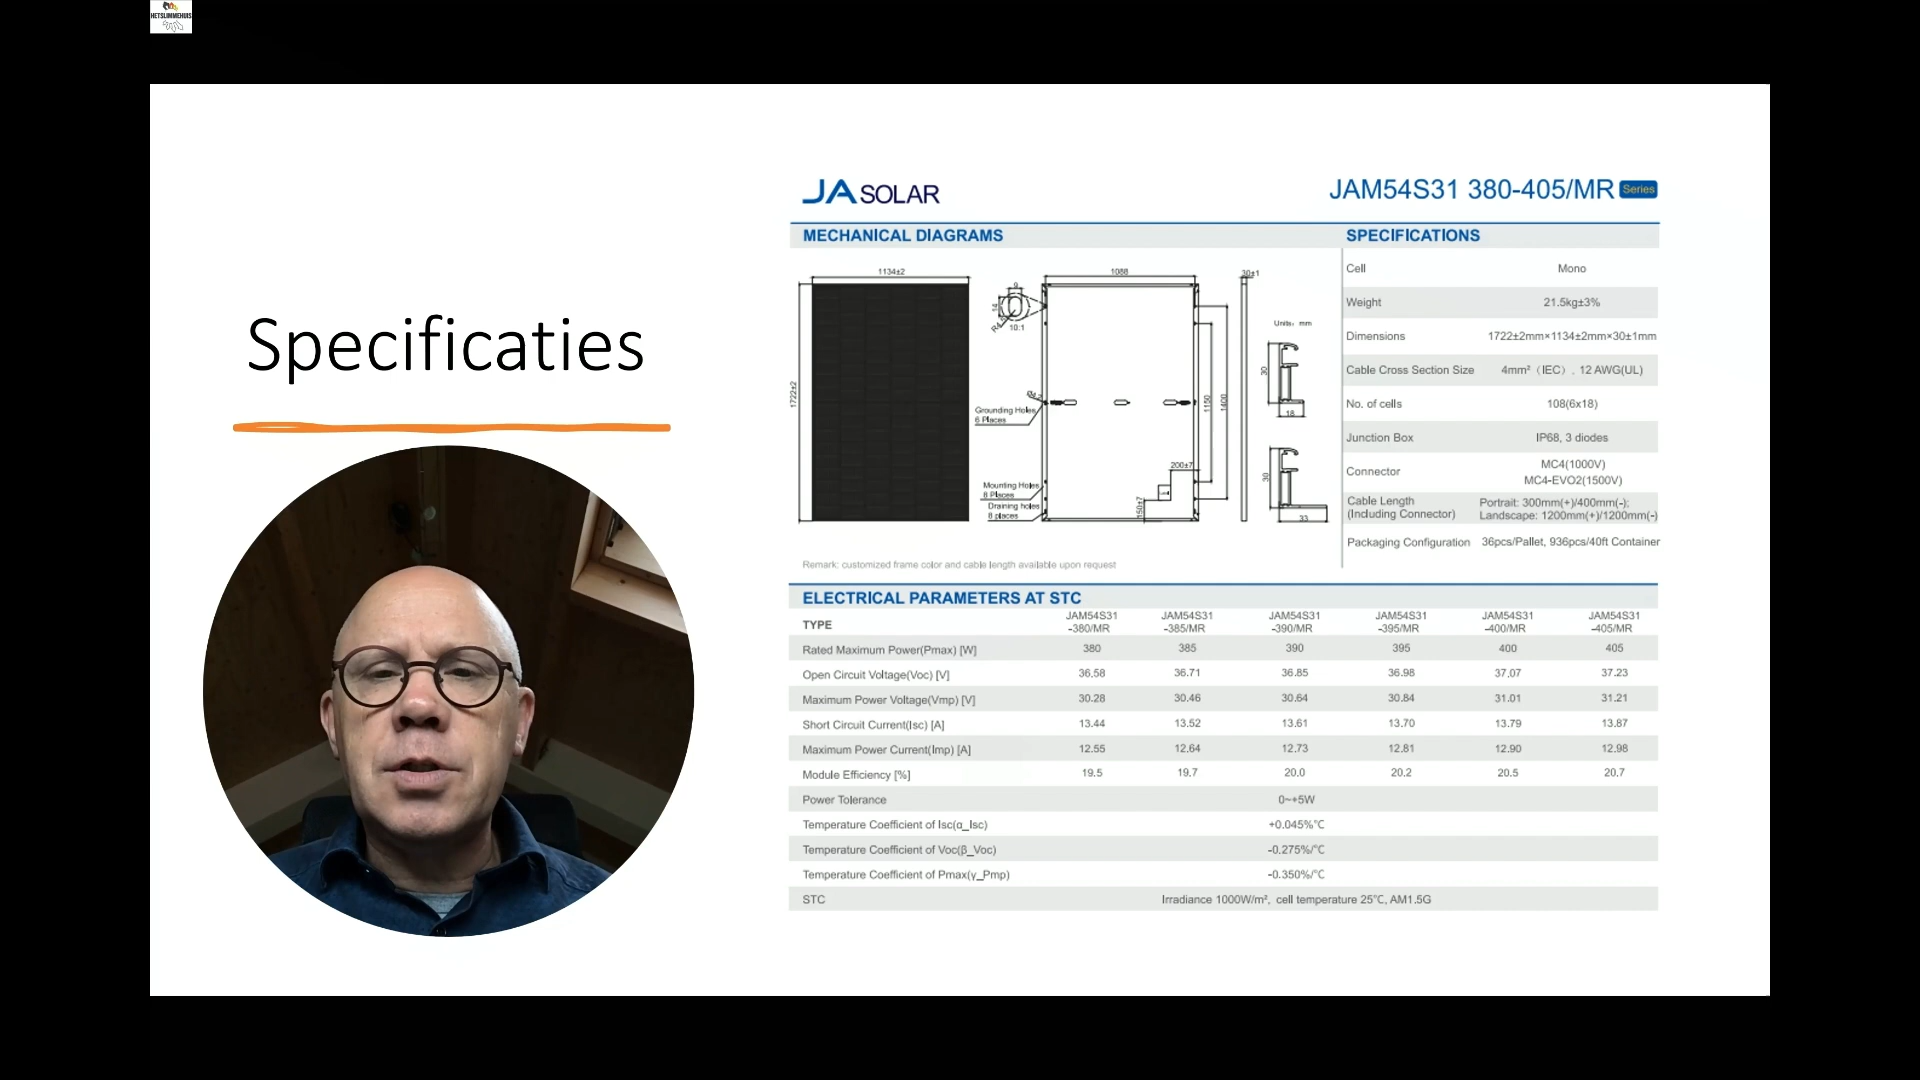 HETSLIMMEHUIS
Specificaties
JA SOLAR
JAM54S31 380-405/MR Series
MECHANICAL DIAGRAMS
1134±2
1722±2
9
14
10:1
1088
30±1
Units: mm
Grounding Holes
6 Places
Mounting Holes
8 Places
Draining holes
8 places
200±7
150±7
1150
1400
30
18
30
33
Remark: customized frame color and cable length available upon request
SPECIFICATIONS
Cell Mono
Weight 21.5kg±3%
Dimensions 1722±2mm×1134±2mm×30±1mm
Cable Cross Section Size 4mm² (IEC) , 12 AWG(UL)
No. of cells 108(6x18)
Junction Box IP68, 3 diodes
Connector MC4(1000V)
MC4-EVO2(1500V)
Cable Length
(Including Connector) Portrait: 300mm(+)/400mm(-);
Landscape: 1200mm(+)/1200mm(-)
Packaging Configuration 36pcs/Pallet, 936pcs/40ft Container
ELECTRICAL PARAMETERS AT STC
TYPE JAM54S31 -380/MR JAM54S31 -385/MR JAM54S31 -390/MR JAM54S31 -395/MR JAM54S31 -400/MR JAM54S31 -405/MR
Rated Maximum Power(Pmax) [W] 380 385 390 395 400 405
Open Circuit Voltage(Voc) [V] 36.58 36.71 36.85 36.98 37.07 37.23
Maximum Power Voltage(Vmp) [V] 30.28 30.46 30.64 30.84 31.01 31.21
Short Circuit Current(Isc) [A] 13.44 13.52 13.61 13.70 13.79 13.87
Maximum Power Current(Imp) [A] 12.55 12.64 12.73 12.81 12.90 12.98
Module Efficiency [%] 19.5 19.7 20.0 20.2 20.5 20.7
Power Tolerance 0~+5W
Temperature Coefficient of Isc(α_Isc) +0.045%°C
Temperature Coefficient of Voc(β_Voc) -0.275%/°C
Temperature Coefficient of Pmax(γ_Pmp) -0.350%/°C
STC Irradiance 1000W/m², cell temperature 25°C, AM1.5G